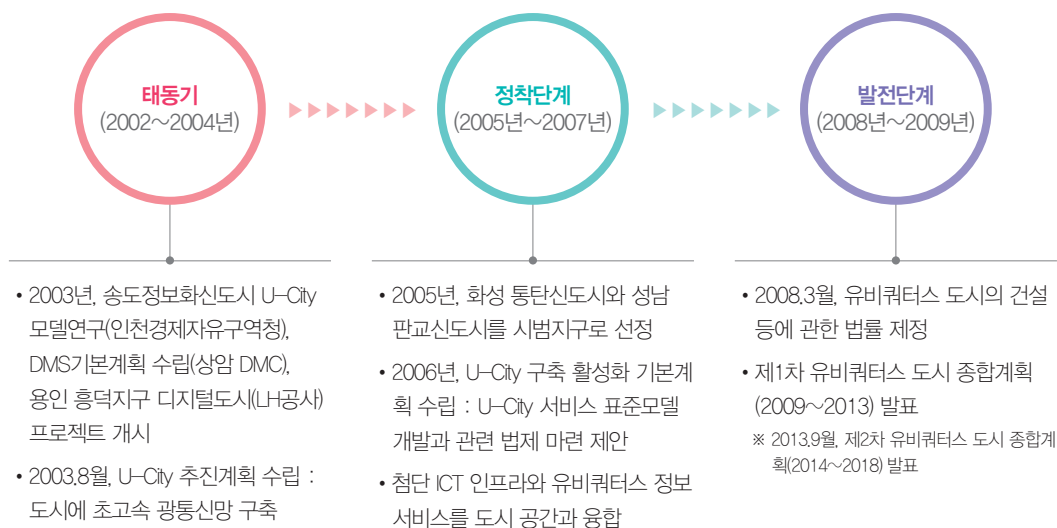 태동기
(2002~2004년)
정착단계
(2005년~2007년)
발전단계
(2008년~2009년)
• 2003년, 송도정보화신도시 U-City
모델연구(인천경제자유구역청),
DMS기본계획 수립(상암 DMC),
용인 흥덕지구 디지털도시(LH공사)
프로젝트 개시
• 2003.8월, U-City 추진계획 수립 :
도시에 초고속 광통신망 구축
• 2005년, 화성 통탄신도시와 성남
판교신도시를 시범지구로 선정
• 2006년, U-City 구축 활성화 기본계
획 수립 : U-City 서비스 표준모델
개발과 관련 법제 마련 제안
• 첨단 ICT 인프라와 유비쿼터스 정보
서비스를 도시 공간과 융합
• 2008.3월, 유비쿼터스 도시의 건설
등에 관한 법률 제정
• 제1차 유비쿼터스 도시 종합계획
(2009~2013) 발표
※ 2013.9월, 제2차 유비쿼터스 도시 종합계
획(2014~2018) 발표